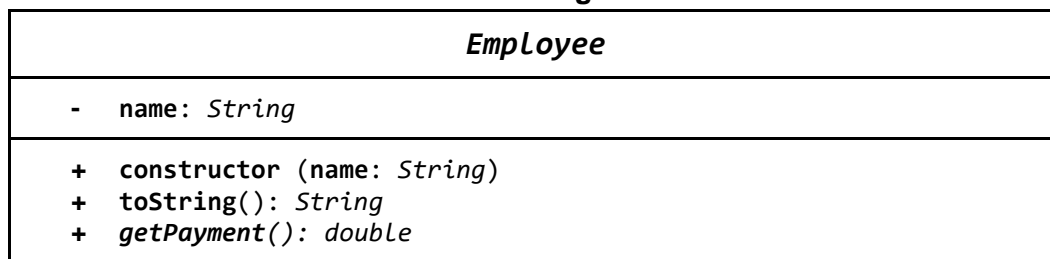 Employee
- name: String
+ constructor (name: String)
+ toString(): String
+ getPayment(): double